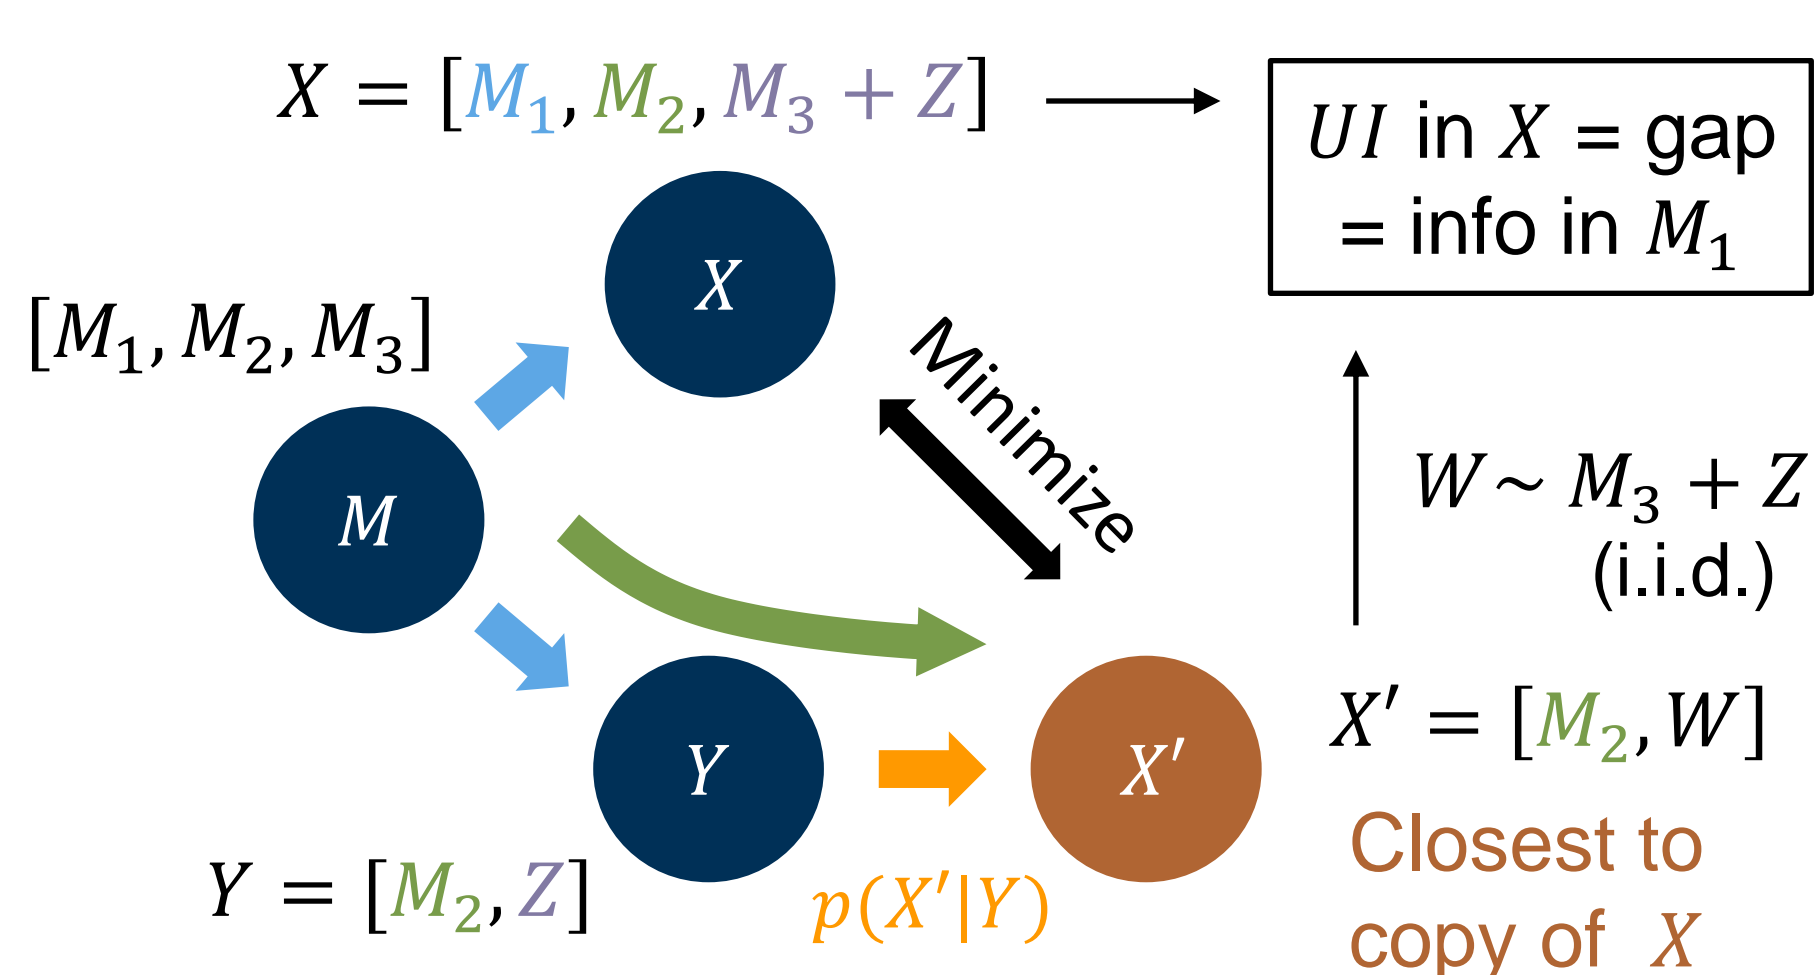 X = [M₁, M₂, M₃ + Z]
UI in X = gap
= info in M₁
[M₁, M₂, M₃]
X
Minimize
M
W ~ M₃ + Z
(i.i.d.)
Y
X′
X′ = [M₂, W]
Y = [M₂, Z]
p(X′|Y)
Closest to
copy of X